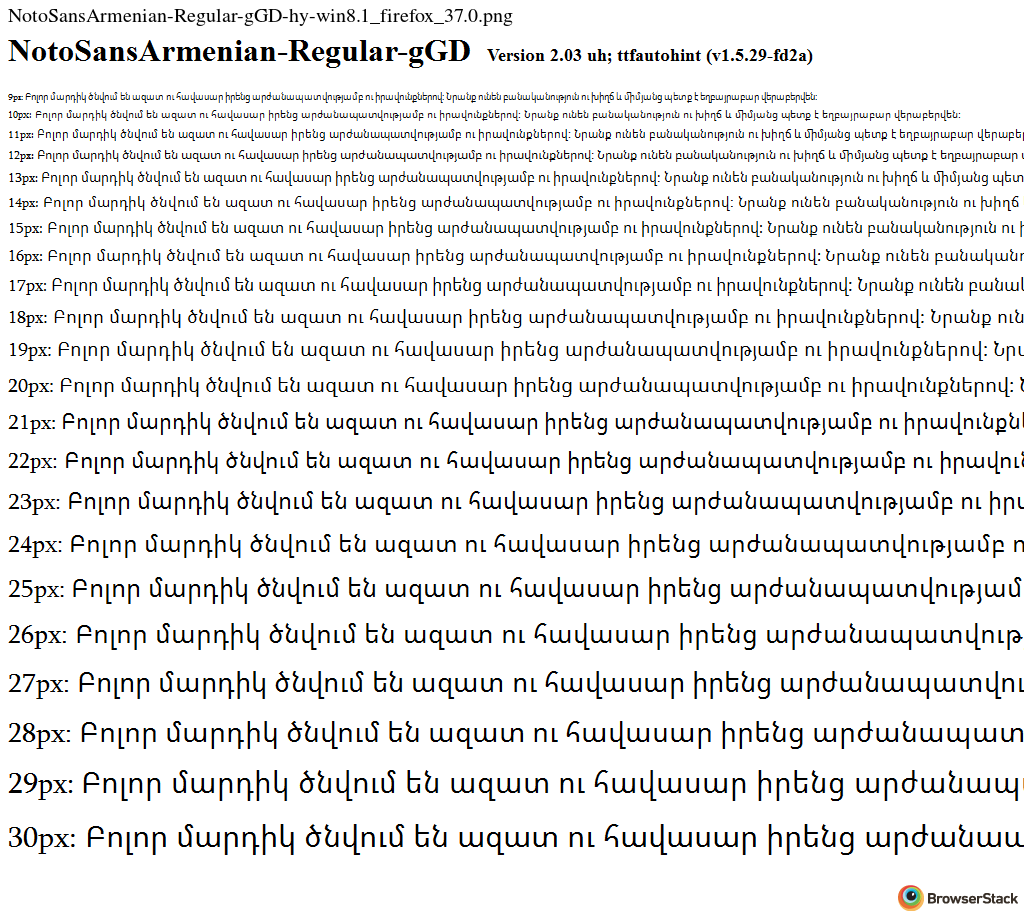 NotoSansArmenian-Regular-gGD-hy-win8.1_firefox_37.0.png
NotoSansArmenian-Regular-gGD Version 2.03 uh; ttfautohint (v1.5.29-fd2a)
9px: Բոլոր մարդիկ ծնվում են ազատ ու հավասար իրենց արժանապատվությամբ ու իրավունքներով: Նրանք ունեն բանականություն ու խիղճ և միմյանց պետք է եղբայրաբար վերաբերվեն:
10px: Բոլոր մարդիկ ծնվում են ազատ ու հավասար իրենց արժանապատվությամբ ու իրավունքներով: Նրանք ունեն բանականություն ու խիղճ և միմյանց պետք է եղբայրաբար վերաբերվեն:
11px: Բոլոր մարդիկ ծնվում են ազատ ու հավասար իրենց արժանապատվությամբ ու իրավունքներով: Նրանք ունեն բանականություն ու խիղճ և միմյանց պետք է եղբայրաբար վերաբեր
12px: Բոլոր մարդիկ ծնվում են ազատ ու հավասար իրենց արժանապատվությամբ ու իրավունքներով: Նրանք ունեն բանականություն ու խիղճ և միմյանց պետք է եղբայրաբար
13px: Բոլոր մարդիկ ծնվում են ազատ ու հավասար իրենց արժանապատվությամբ ու իրավունքներով: Նրանք ունեն բանականություն ու խիղճ և միմյանց պետ
14px: Բոլոր մարդիկ ծնվում են ազատ ու հավասար իրենց արժանապատվությամբ ու իրավունքներով: Նրանք ունեն բանականություն ու խիղճ
15px: Բոլոր մարդիկ ծնվում են ազատ ու հավասար իրենց արժանապատվությամբ ու իրավունքներով: Նրանք ունեն բանականություն ու
16px: Բոլոր մարդիկ ծնվում են ազատ ու հավասար իրենց արժանապատվությամբ ու իրավունքներով: Նրանք ունեն բանական
17px: Բոլոր մարդիկ ծնվում են ազատ ու հավասար իրենց արժանապատվությամբ ու իրավունքներով: Նրանք ունեն բանակ
18px: Բոլոր մարդիկ ծնվում են ազատ ու հավասար իրենց արժանապատվությամբ ու իրավունքներով: Նրանք ուն
19px: Բոլոր մարդիկ ծնվում են ազատ ու հավասար իրենց արժանապատվությամբ ու իրավունքներով: Նրա
20px: Բոլոր մարդիկ ծնվում են ազատ ու հավասար իրենց արժանապատվությամբ ու իրավունքներով:
21px: Բոլոր մարդիկ ծնվում են ազատ ու հավասար իրենց արժանապատվությամբ ու իրավունքն
22px: Բոլոր մարդիկ ծնվում են ազատ ու հավասար իրենց արժանապատվությամբ ու իրավուն
23px: Բոլոր մարդիկ ծնվում են ազատ ու հավասար իրենց արժանապատվությամբ ու իրա
24px: Բոլոր մարդիկ ծնվում են ազատ ու հավասար իրենց արժանապատվությամբ ո
25px: Բոլոր մարդիկ ծնվում են ազատ ու հավասար իրենց արժանապատվությամ
26px: Բոլոր մարդիկ ծնվում են ազատ ու հավասար իրենց արժանապատվութ
27px: Բոլոր մարդիկ ծնվում են ազատ ու հավասար իրենց արժանապատվու
28px: Բոլոր մարդիկ ծնվում են ազատ ու հավասար իրենց արժանապատ
29px: Բոլոր մարդիկ ծնվում են ազատ ու հավասար իրենց արժանապ
30px: Բոլոր մարդիկ ծնվում են ազատ ու հավասար իրենց արժանաա
BrowserStack